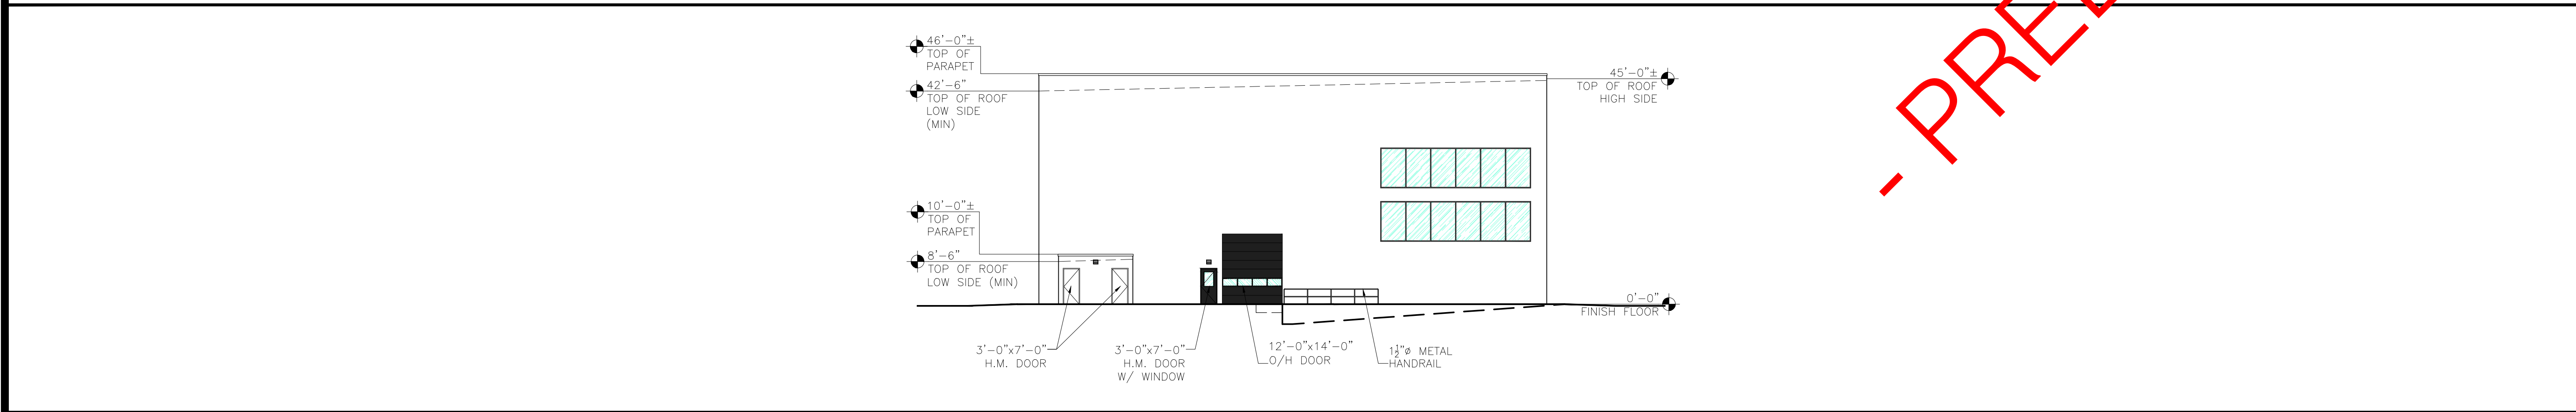 46'-0"±
TOP OF
PARAPET
42'-6"
TOP OF ROOF
LOW SIDE
(MIN)
45'-0"±
TOP OF ROOF
HIGH SIDE
10'-0"±
TOP OF
PARAPET
8'-6"
TOP OF ROOF
LOW SIDE (MIN)
0'-0"
FINISH FLOOR
3'-0"x7'-0"
H.M. DOOR
3'-0"x7'-0"
H.M. DOOR
W/ WINDOW
12'-0"x14'-0"
O/H DOOR
1½"ø METAL
HANDRAIL
- PRE